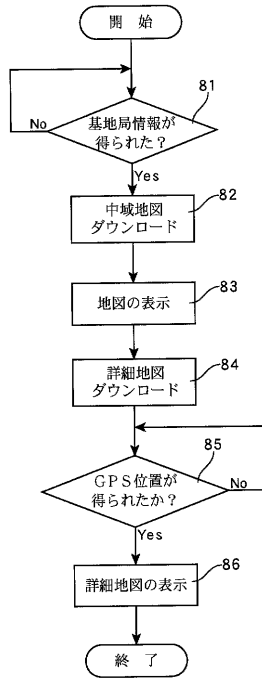 開 始
81
基地局情報が
得られた？
No
Yes
82
中域地図
ダウンロード
83
地図の表示
84
詳細地図
ダウンロード
85
ＧＰＳ位置が
得られたか？
No
Yes
86
詳細地図の表示
終 了